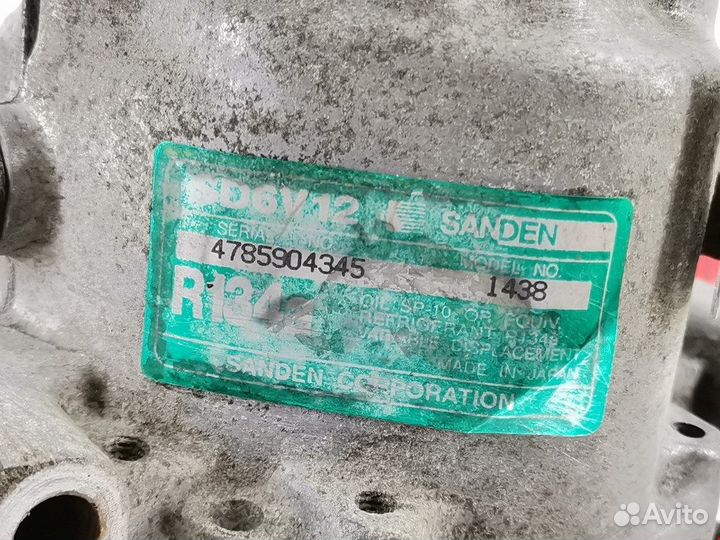 SD6V12 SANDEN
SERIAL NO. MODEL NO.
4785904345 1438
R134a
OIL SP-10 OR EQUIV.
REFRIGERANT
VARIABLE DISPLACEMENT
MADE IN JAPAN
SANDEN CORPORATION
Avito